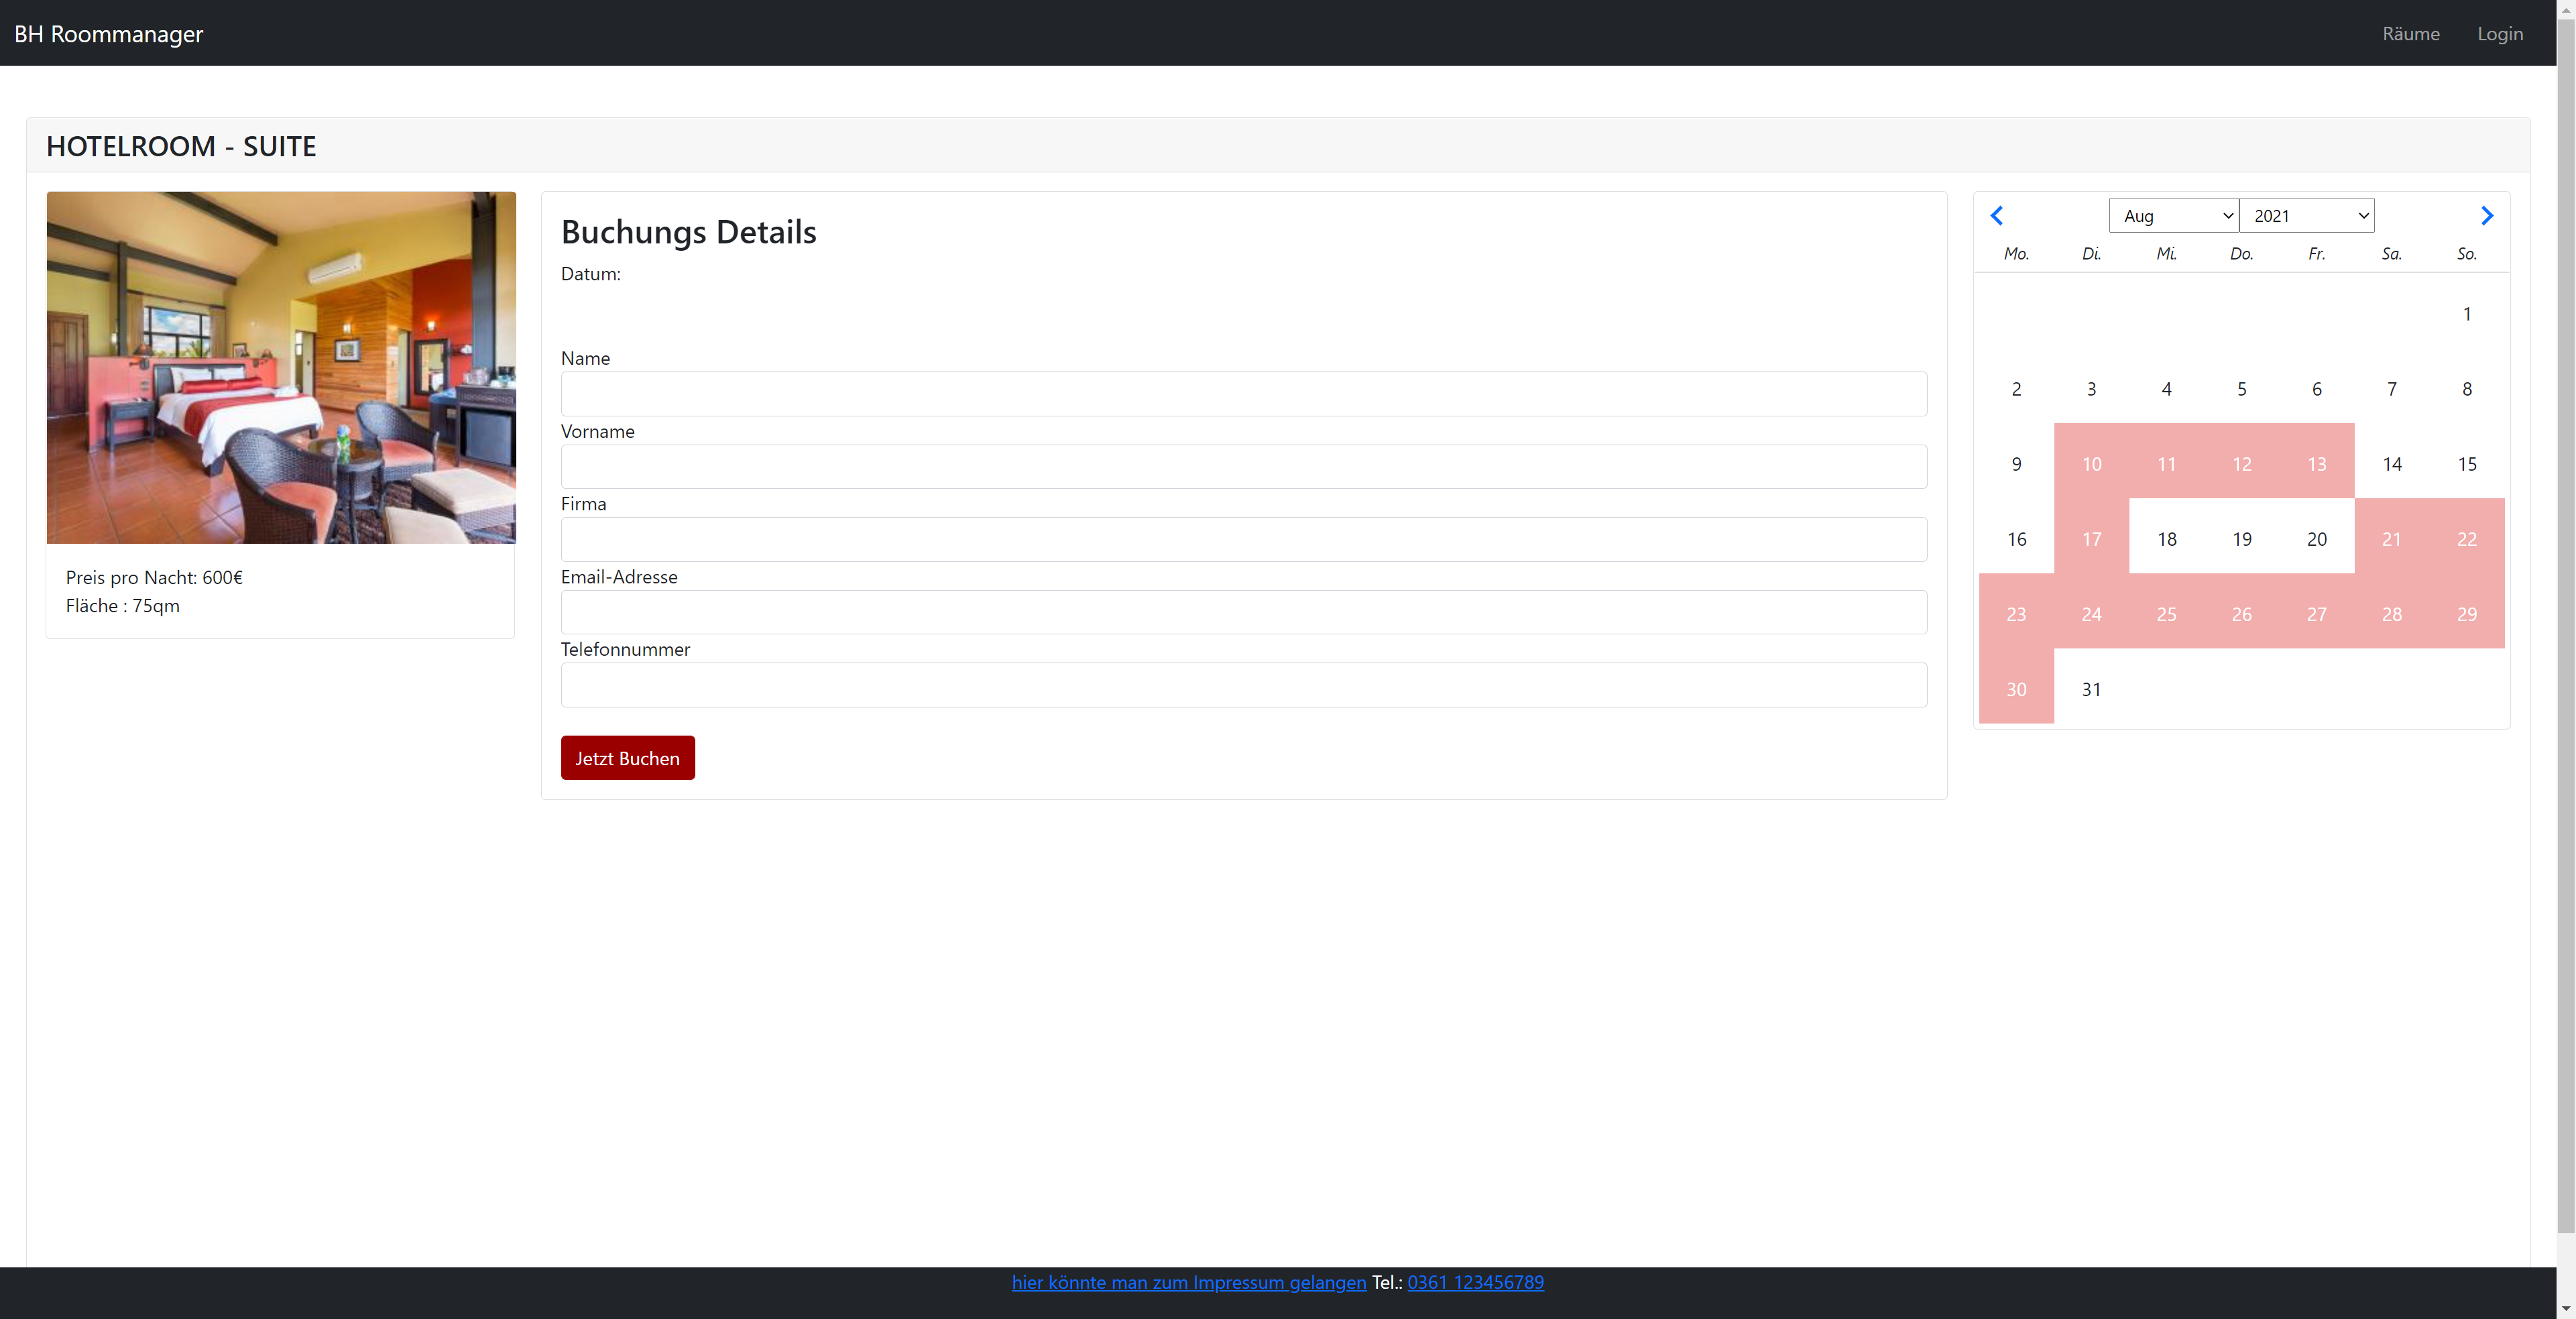 BH Roommanager
Räume Login
HOTELROOM - SUITE
Preis pro Nacht: 600€
Fläche : 75qm
Buchungs Details
Datum:
Name
Vorname
Firma
Email-Adresse
Telefonnummer
Jetzt Buchen
Aug 2021
Mo. Di. Mi. Do. Fr. Sa. So.
1
2 3 4 5 6 7 8
9 10 11 12 13 14 15
16 17 18 19 20 21 22
23 24 25 26 27 28 29
30 31
hier könnte man zum Impressum gelangen Tel.: 0361 123456789